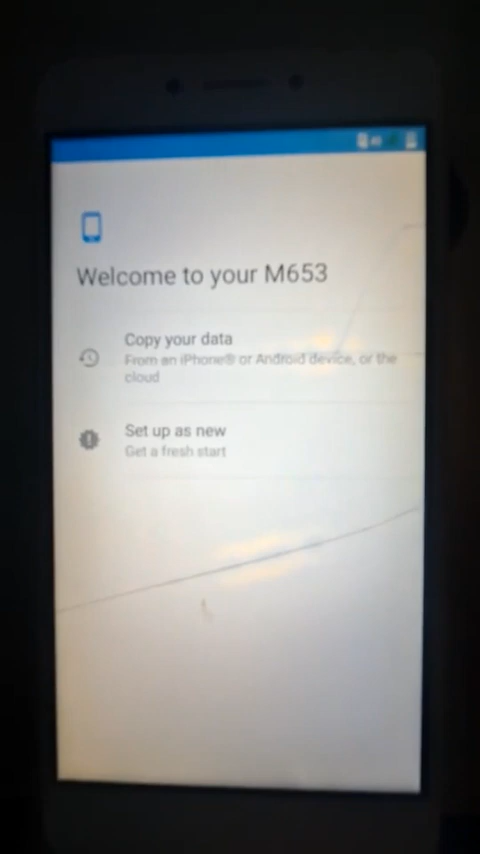 Welcome to your M653
Copy your data
From an iPhone® or Android device, or the
cloud
Set up as new
Get a fresh start